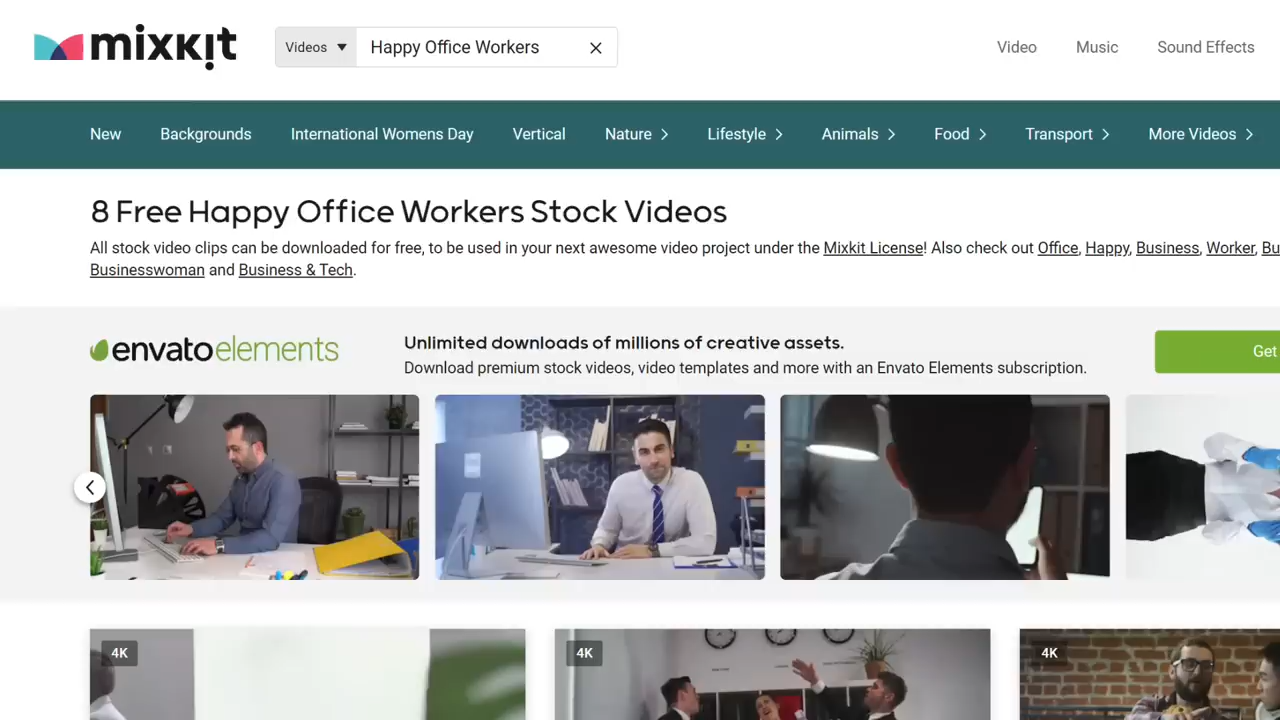 mixkit
Videos
Happy Office Workers
Video
Music
Sound Effects
New
Backgrounds
International Womens Day
Vertical
Nature
Lifestyle
Animals
Food
Transport
More Videos
8 Free Happy Office Workers Stock Videos
All stock video clips can be downloaded for free, to be used in your next awesome video project under the Mixkit License! Also check out Office, Happy, Business, Worker, Bu
Businesswoman and Business & Tech.
envato elements
Unlimited downloads of millions of creative assets.
Download premium stock videos, video templates and more with an Envato Elements subscription.
Get
4K
4K
4K